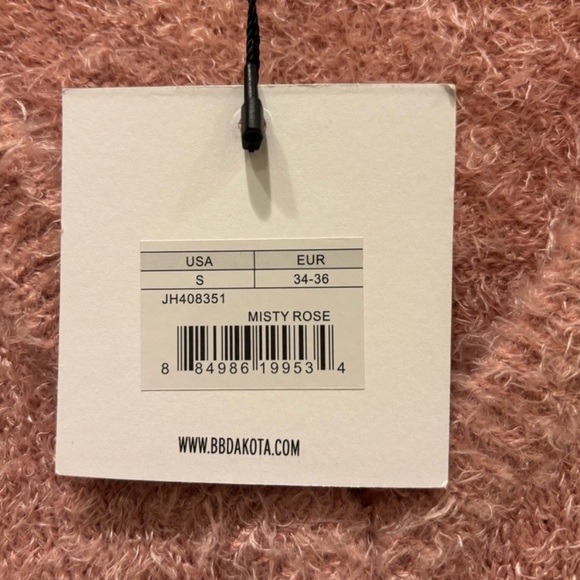 USA EUR
S 34-36
JH408351
MISTY ROSE
8 84986 19953 4
WWW.BBDAKOTA.COM